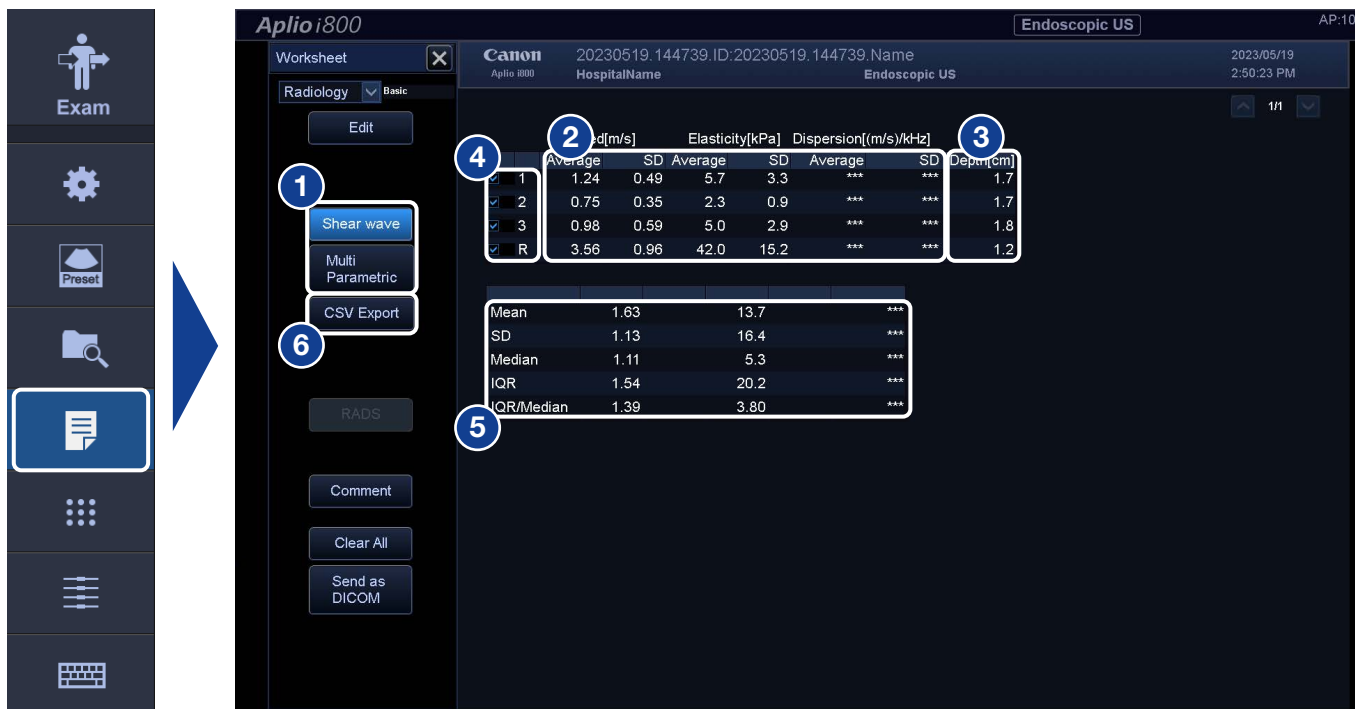 Exam
Preset
Aplio i800
Endoscopic US
AP:10
Worksheet
Radiology Basic
Edit
1
Shear wave
Multi
Parametric
CSV Export
6
RADS
Comment
Clear All
Send as
DICOM
Canon 20230519.144739.ID:20230519.144739.Name 2023/05/19
Aplio i800 HospitalName Endoscopic US 2:50:23 PM
1/1
2 3
ed[m/s] Elasticity[kPa] Dispersion[(m/s)/kHz]
4
Average SD Average SD Average SD Depth[cm]
1 1.24 0.49 5.7 3.3 *** *** 1.7
2 0.75 0.35 2.3 0.9 *** *** 1.7
3 0.98 0.59 5.0 2.9 *** *** 1.8
R 3.56 0.96 42.0 15.2 *** *** 1.2
Mean 1.63 13.7 ***
SD 1.13 16.4 ***
Median 1.11 5.3 ***
IQR 1.54 20.2 ***
IQR/Median 1.39 3.80 ***
5